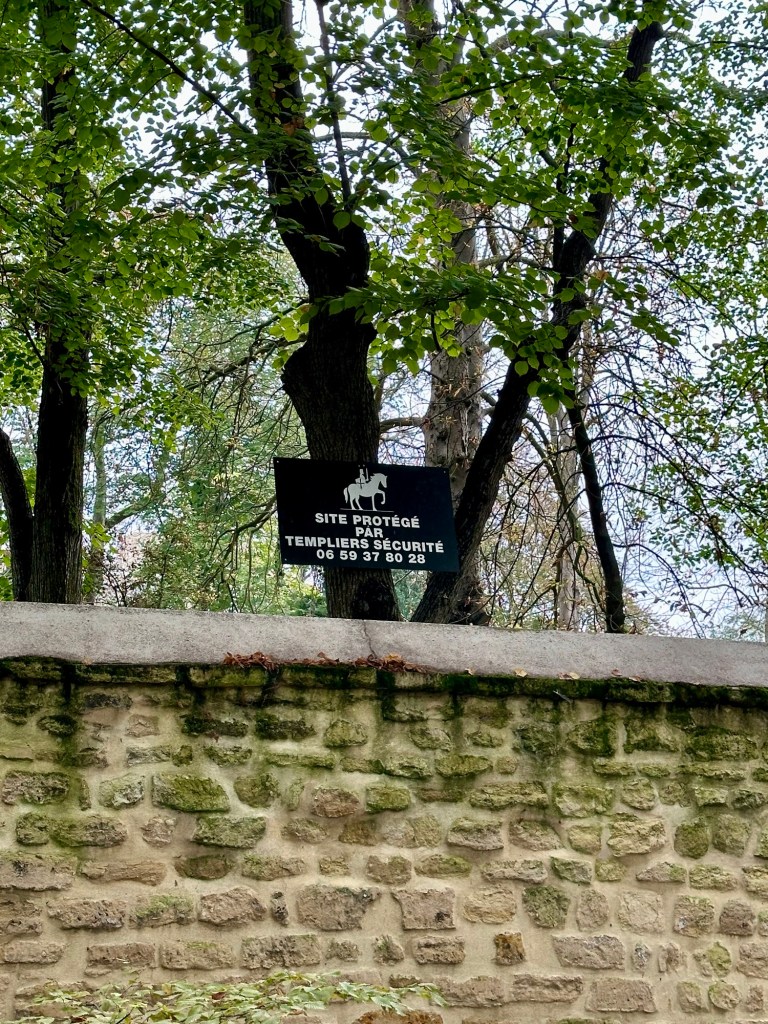 SITE PROTÉGÉ
PAR
TEMPLIERS SÉCURITÉ
06 59 37 80 28